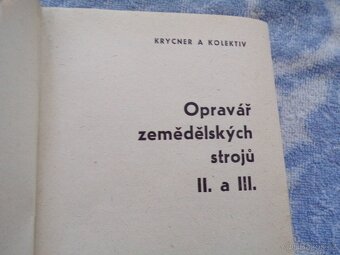 KRYCNER A KOLEKTIV
Opravář
zemědělských
strojů
II. a III.